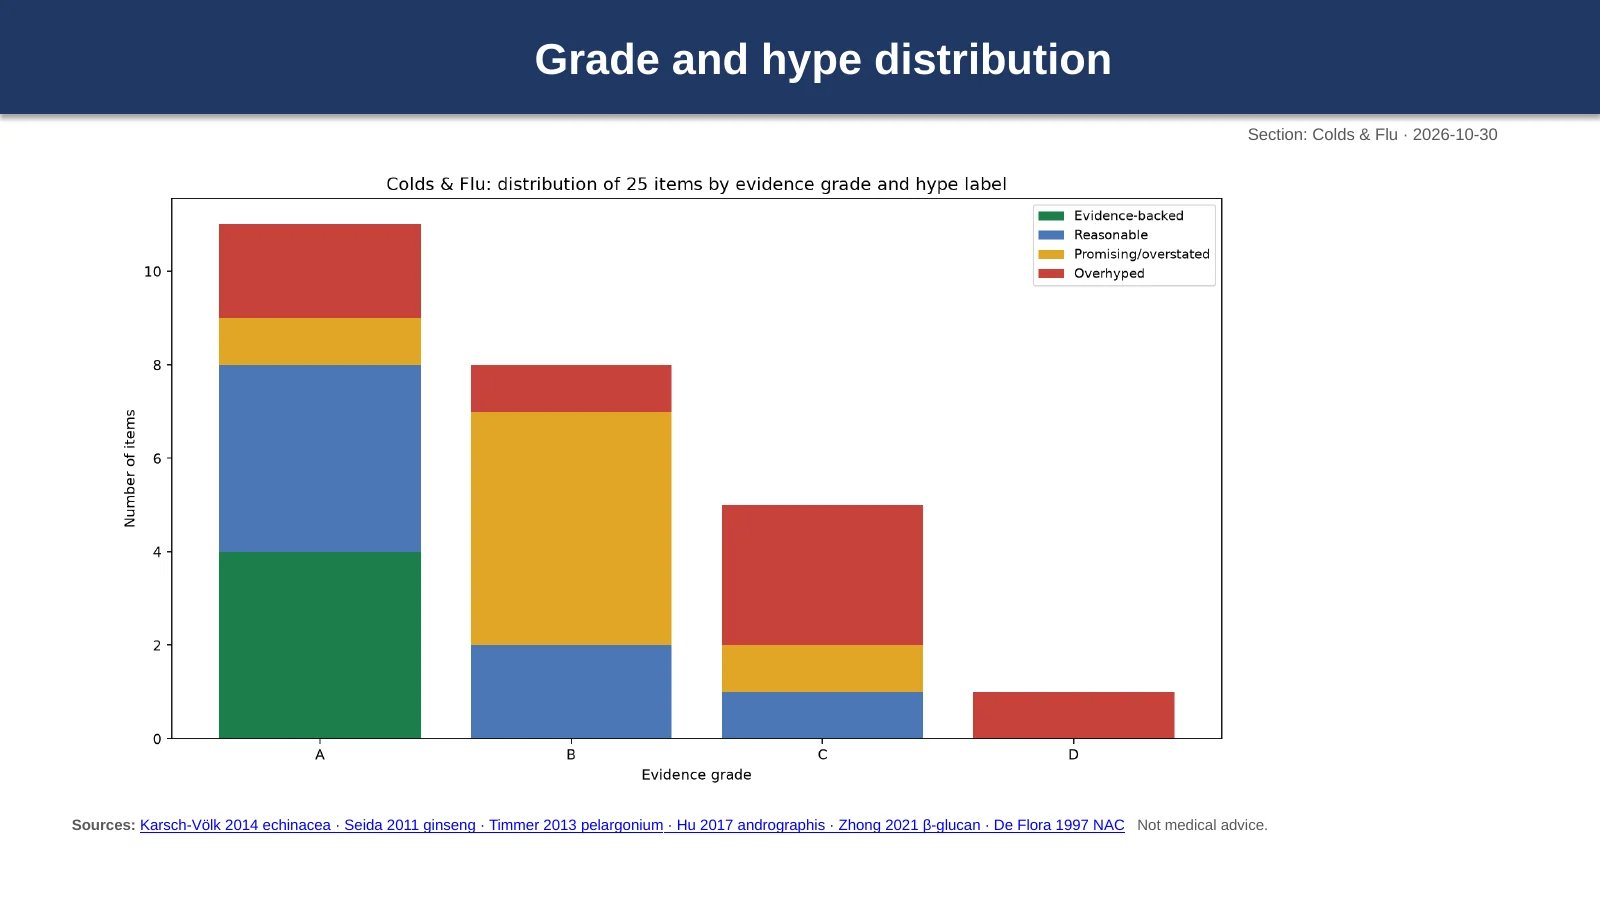 Grade and hype distribution
Section: Colds & Flu · 2026-10-30
Colds & Flu: distribution of 25 items by evidence grade and hype label
Evidence-backed
Reasonable
Promising/overstated
Overhyped
Number of items
10
8
6
4
2
0
A B C D
Evidence grade
Sources: Karsch-Völk 2014 echinacea · Seida 2011 ginseng · Timmer 2013 pelargonium · Hu 2017 andrographis · Zhong 2021 β-glucan · De Flora 1997 NAC Not medical advice.